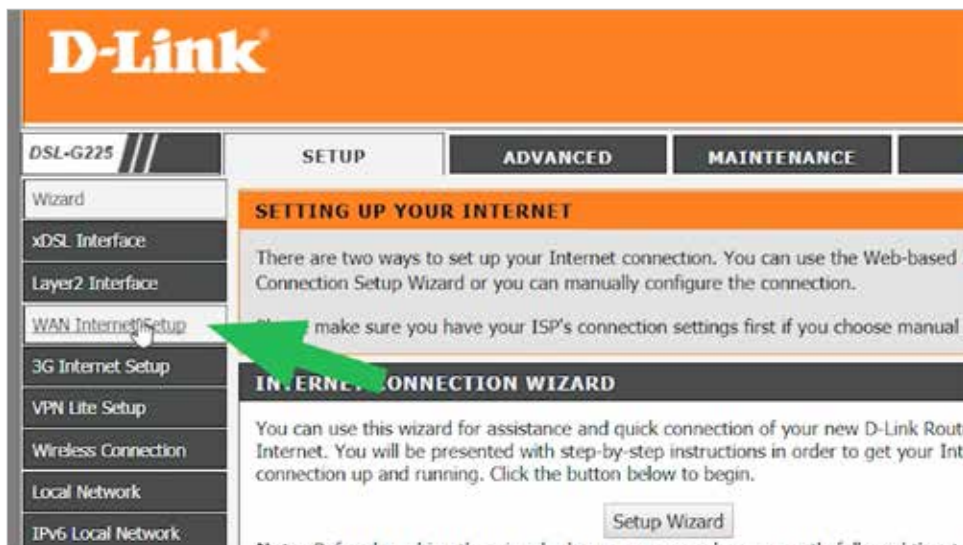 D-Link
DSL-G225
SETUP
ADVANCED
MAINTENANCE
Wizard
xDSL Interface
Layer2 Interface
WAN Internet Setup
3G Internet Setup
VPN Lite Setup
Wireless Connection
Local Network
IPv6 Local Network
SETTING UP YOUR INTERNET
There are two ways to set up your Internet connection. You can use the Web-based
Connection Setup Wizard or you can manually configure the connection.
make sure you have your ISP's connection settings first if you choose manual
INTERNET CONNECTION WIZARD
You can use this wizard for assistance and quick connection of your new D-Link Rout
Internet. You will be presented with step-by-step instructions in order to get your Int
connection up and running. Click the button below to begin.
Setup Wizard